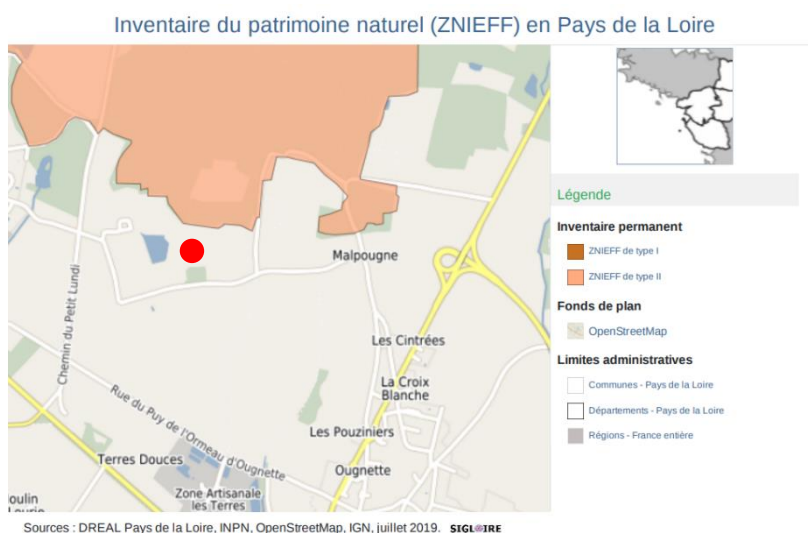 Inventaire du patrimoine naturel (ZNIEFF) en Pays de la Loire
Légende
Inventaire permanent
ZNIEFF de type I
ZNIEFF de type II
Fonds de plan
OpenStreetMap
Limites administratives
Communes - Pays de la Loire
Départements - Pays de la Loire
Régions - France entière
Malpougne
Chemin du Petit Lundi
Les Cintrées
La Croix
Blanche
Rue du Puy de l'Ormeau d'Ougnette
Les Pouziniers
Terres Douces
Ougnette
Zone Artisanale
les Terres
oulin
Sources : DREAL Pays de la Loire, INPN, OpenStreetMap, IGN, juillet 2019. SIGLOIRE